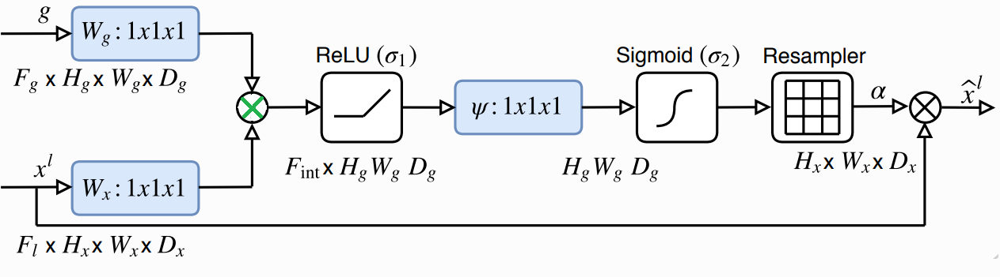 g
W_g : 1x1x1
F_g x H_g x W_g x D_g
x^l
W_x : 1x1x1
F_l x H_x x W_x x D_x
ReLU (σ_1)
F_int x H_g W_g D_g
ψ : 1x1x1
Sigmoid (σ_2)
H_g W_g D_g
Resampler
H_x x W_x x D_x
α
x̂^l